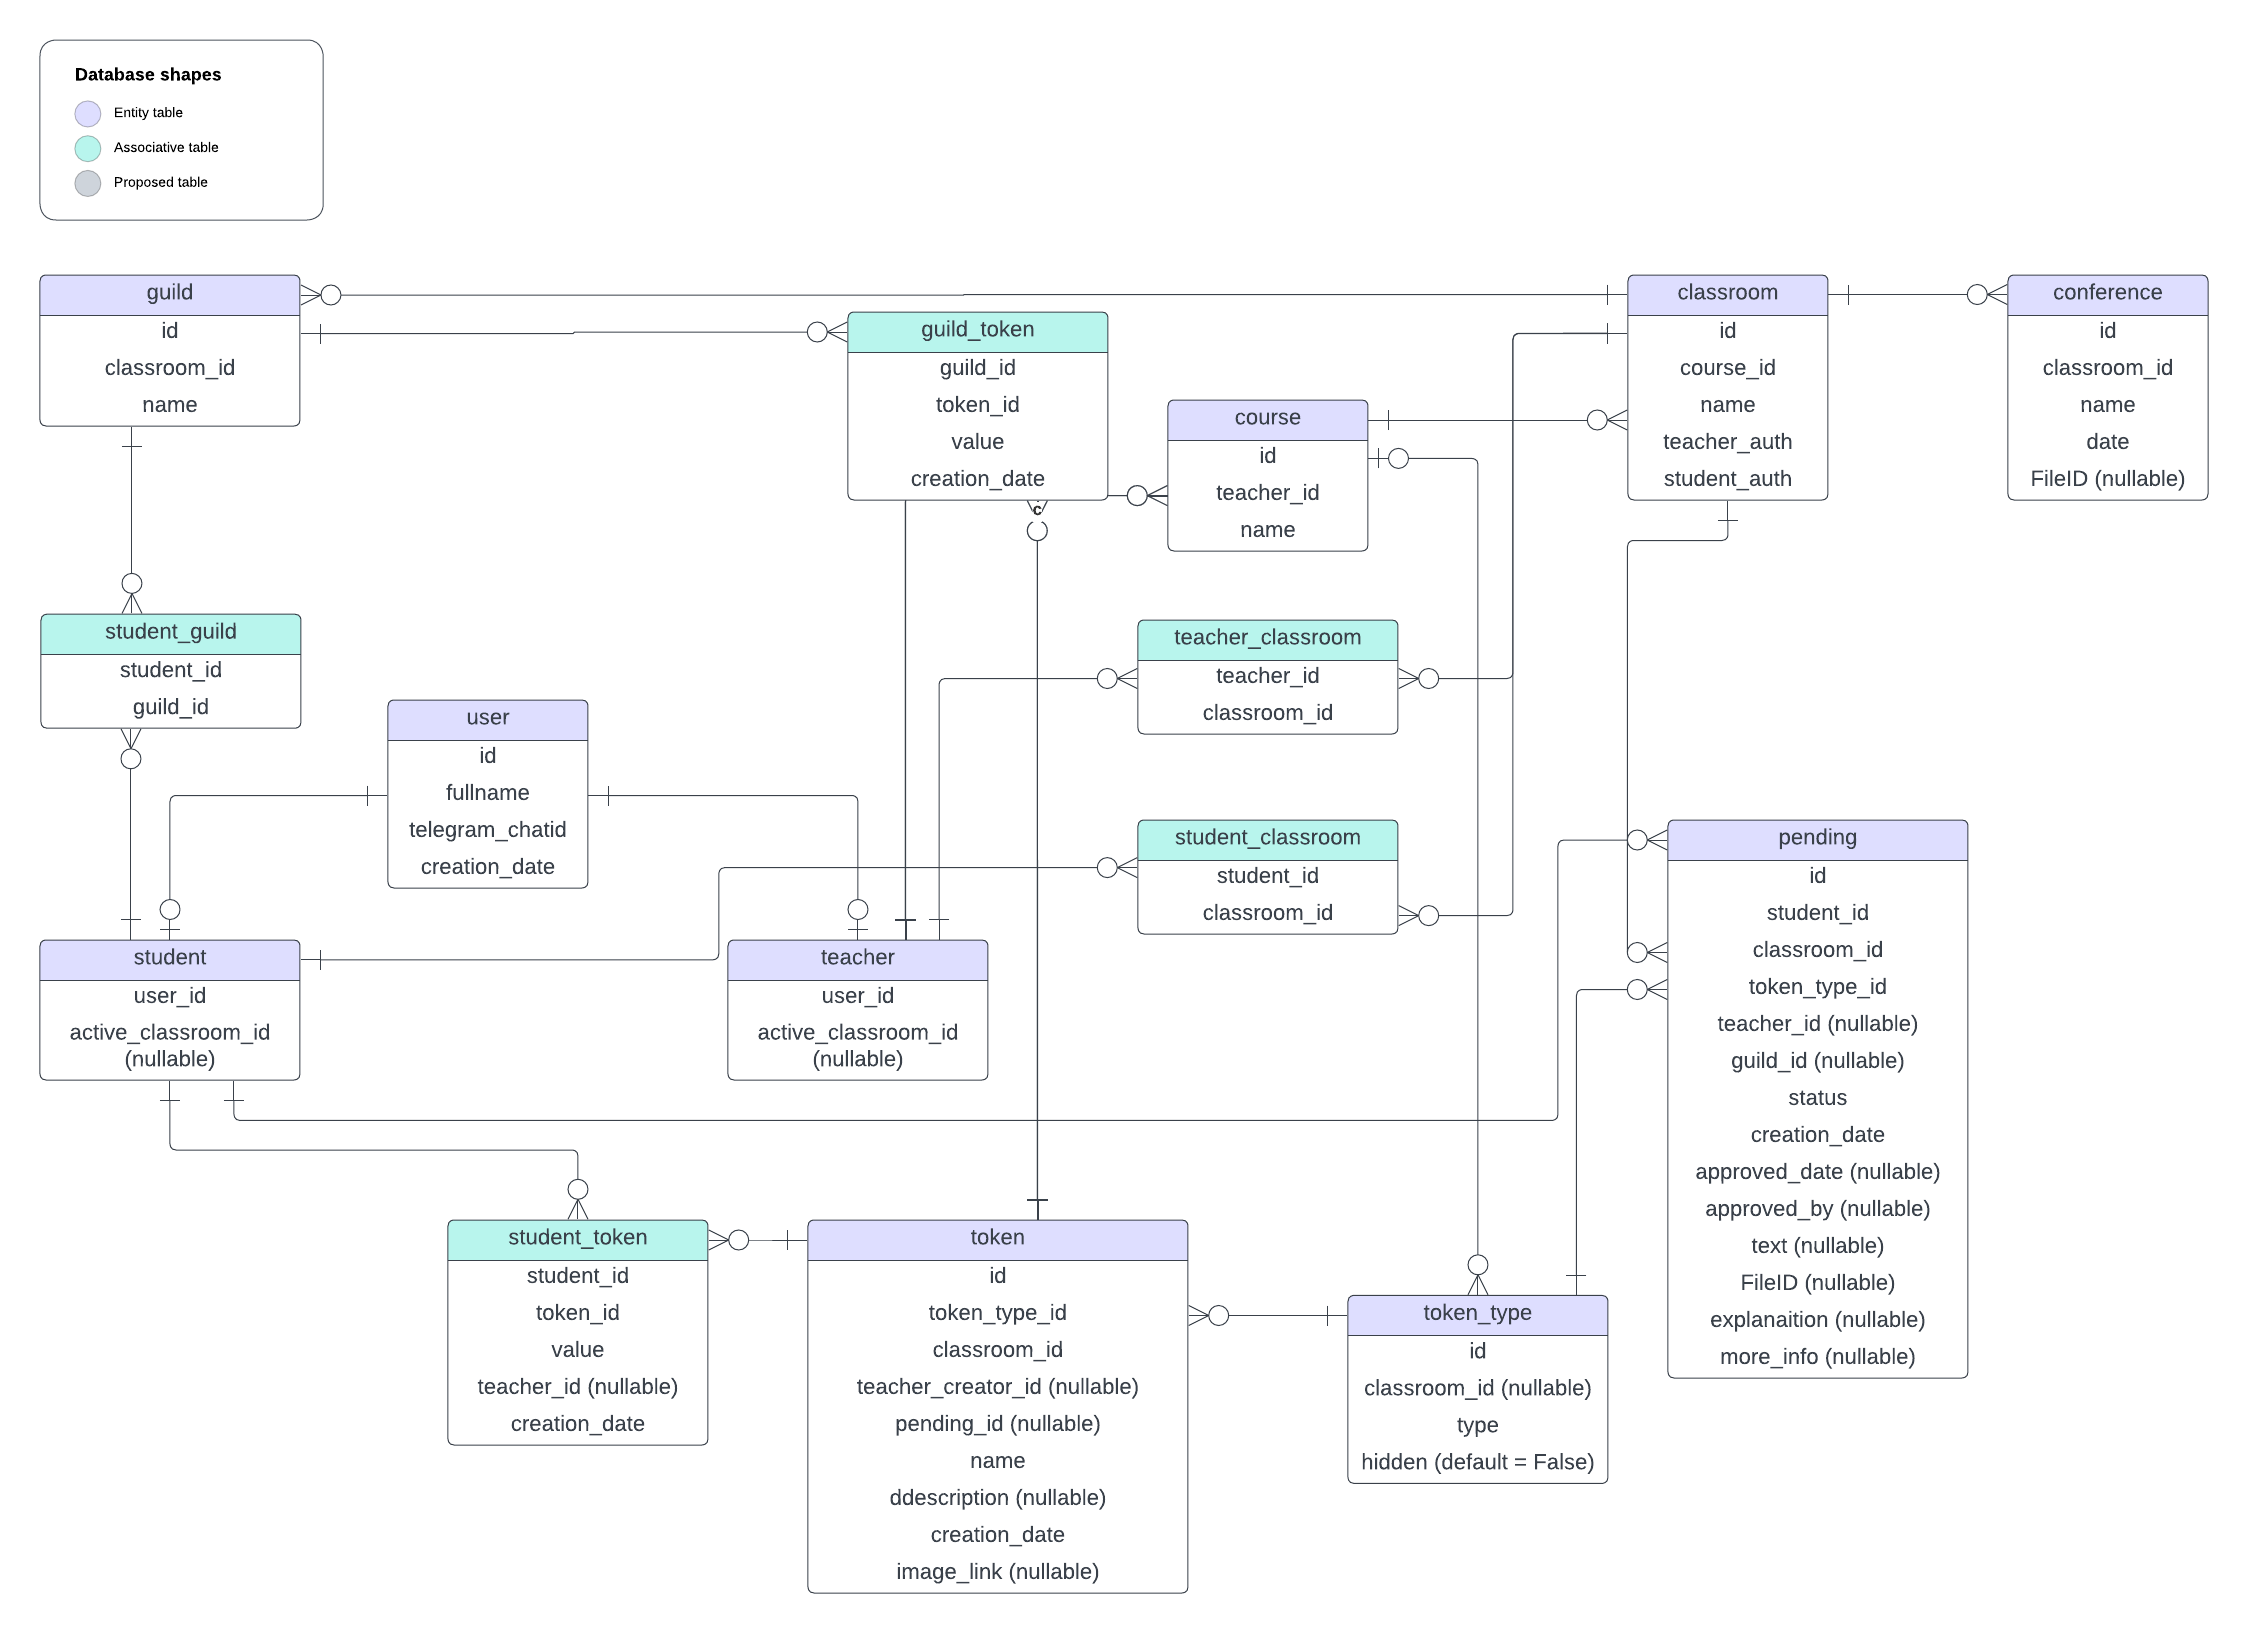 Database shapes
Entity table
Associative table
Proposed table
guild
id
classroom_id
name
guild_token
guild_id
token_id
value
creation_date
c
course
id
teacher_id
name
classroom
id
course_id
name
teacher_auth
student_auth
conference
id
classroom_id
name
date
FileID (nullable)
student_guild
student_id
guild_id
user
id
fullname
telegram_chatid
creation_date
teacher_classroom
teacher_id
classroom_id
student_classroom
student_id
classroom_id
pending
id
student_id
classroom_id
token_type_id
teacher_id (nullable)
guild_id (nullable)
status
creation_date
approved_date (nullable)
approved_by (nullable)
text (nullable)
FileID (nullable)
explanaition (nullable)
more_info (nullable)
student
user_id
active_classroom_id
(nullable)
teacher
user_id
active_classroom_id
(nullable)
student_token
student_id
token_id
value
teacher_id (nullable)
creation_date
token
id
token_type_id
classroom_id
teacher_creator_id (nullable)
pending_id (nullable)
name
ddescription (nullable)
creation_date
image_link (nullable)
token_type
id
classroom_id (nullable)
type
hidden (default = False)